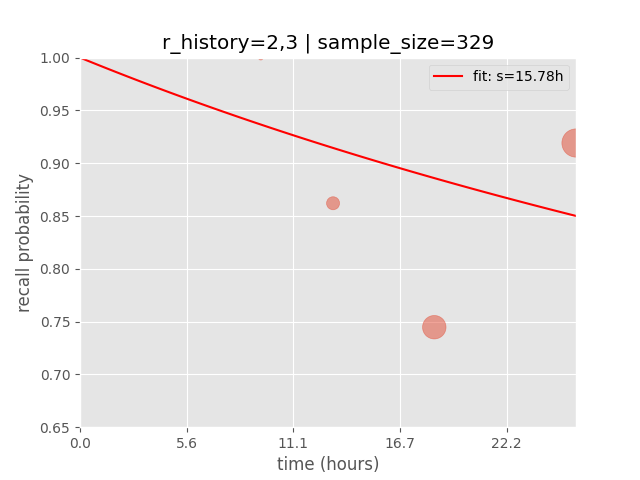 r_history=2,3 | sample_size=329
fit: s=15.78h
1.00
0.95
0.90
0.85
0.80
0.75
0.70
0.65
recall probability
0.0 5.6 11.1 16.7 22.2
time (hours)